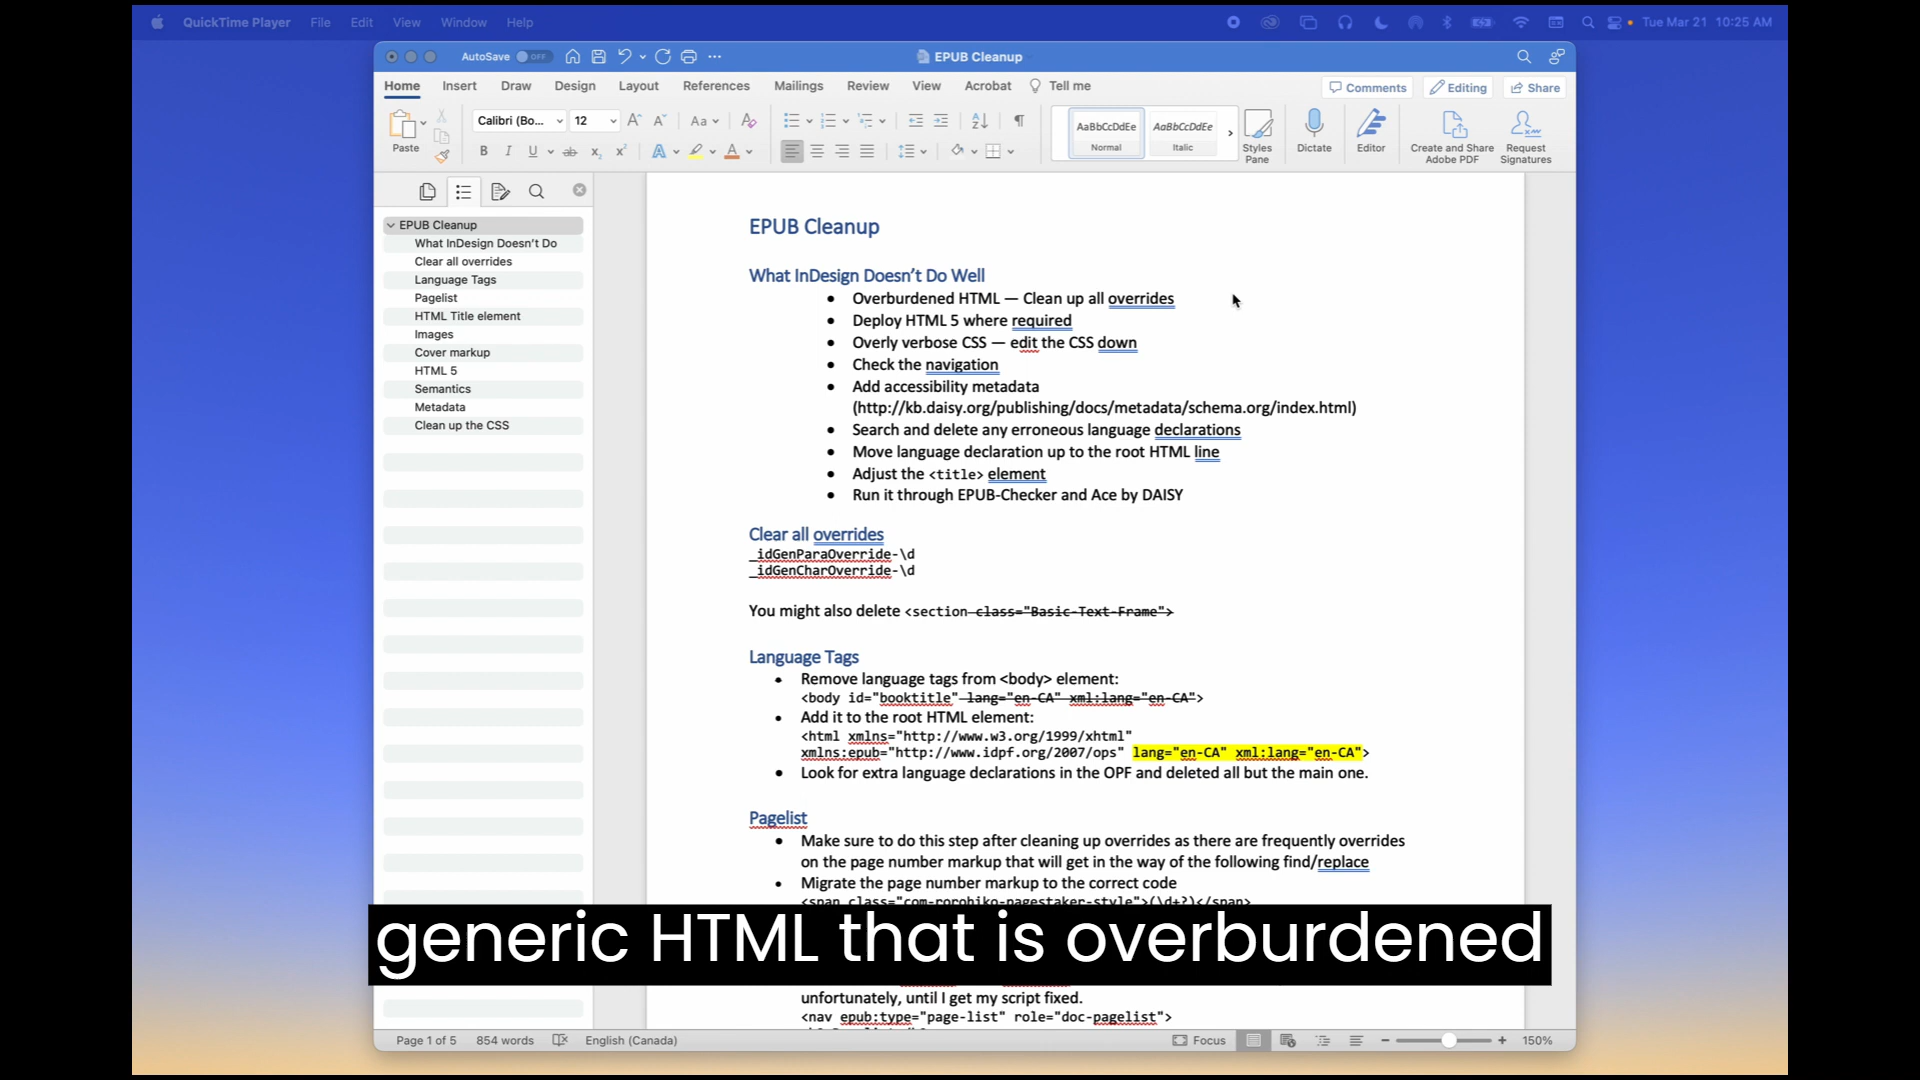 QuickTime Player File Edit View Window Help Tue Mar 21 10:25 AM
AutoSave OFF EPUB Cleanup
Home Insert Draw Design Layout References Mailings Review View Acrobat Tell me Comments Editing Share
Calibri (Bo... 12 Aa
Paste
AaBbCcDdEe AaBbCcDdEe
Normal Italic
Styles Pane
Dictate
Editor
Create and Share Adobe PDF
Request Signatures
EPUB Cleanup
What InDesign Doesn't Do
Clear all overrides
Language Tags
Pagelist
HTML Title element
Images
Cover markup
HTML 5
Semantics
Metadata
Clean up the CSS
EPUB Cleanup
What InDesign Doesn't Do Well
• Overburdened HTML — Clean up all overrides
• Deploy HTML 5 where required
• Overly verbose CSS — edit the CSS down
• Check the navigation
• Add accessibility metadata
(http://kb.daisy.org/publishing/docs/metadata/schema.org/index.html)
• Search and delete any erroneous language declarations
• Move language declaration up to the root HTML line
• Adjust the <title> element
• Run it through EPUB-Checker and Ace by DAISY
Clear all overrides
_idGenParaOverride-\d
_idGenCharOverride-\d
You might also delete <section class="Basic-Text-Frame">
Language Tags
• Remove language tags from <body> element:
<body id="booktitle" lang="en-CA" xml:lang="en-CA">
• Add it to the root HTML element:
<html xmlns="http://www.w3.org/1999/xhtml"
xmlns:epub="http://www.idpf.org/2007/ops" lang="en-CA" xml:lang="en-CA">
• Look for extra language declarations in the OPF and deleted all but the main one.
Pagelist
• Make sure to do this step after cleaning up overrides as there are frequently overrides
on the page number markup that will get in the way of the following find/replace
• Migrate the page number markup to the correct code
<span class="com-rorohiko-pagestaker-style">(\d+?)</span>
generic HTML that is overburdened
unfortunately, until I get my script fixed.
<nav epub:type="page-list" role="doc-pagelist">
Page 1 of 5 854 words English (Canada) Focus 150%